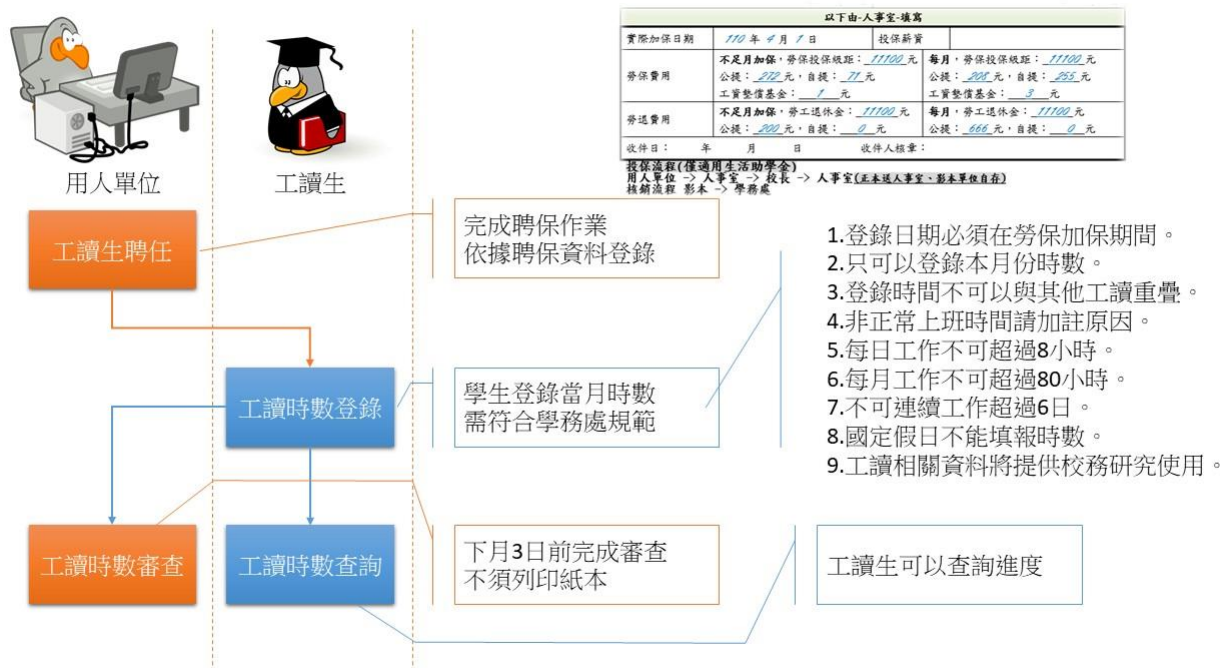 以下由-人事室-填寫
實際加保日期 110 年 4 月 1 日 投保薪資
勞保費用
不足月加保，勞保投保級距：11100 元
公提：272 元，自提：71 元
工資墊償基金：1 元
每月，勞保投保級距：11100 元
公提：208 元，自提：255 元
工資墊償基金：3 元
勞退費用
不足月加保，勞工退休金：11100 元
公提：200 元，自提：0 元
每月，勞工退休金：11100 元
公提：666 元，自提：0 元
收件日： 年 月 日 收件人核章：
投保流程(僅適用生活助學金)
用人單位 -> 人事室 -> 校長 -> 人事室(正本送人事室，影本單位自存)
核銷流程 影本 -> 學務處
用人單位
工讀生
工讀生聘任
完成聘保作業
依據聘保資料登錄
工讀時數登錄
學生登錄當月時數
需符合學務處規範
1.登錄日期必須在勞保加保期間。
2.只可以登錄本月份時數。
3.登錄時間不可以與其他工讀重疊。
4.非正常上班時間請加註原因。
5.每日工作不可超過8小時。
6.每月工作不可超過80小時。
7.不可連續工作超過6日。
8.國定假日不能填報時數。
9.工讀相關資料將提供校務研究使用。
工讀時數審查
工讀時數查詢
下月3日前完成審查
不須列印紙本
工讀生可以查詢進度